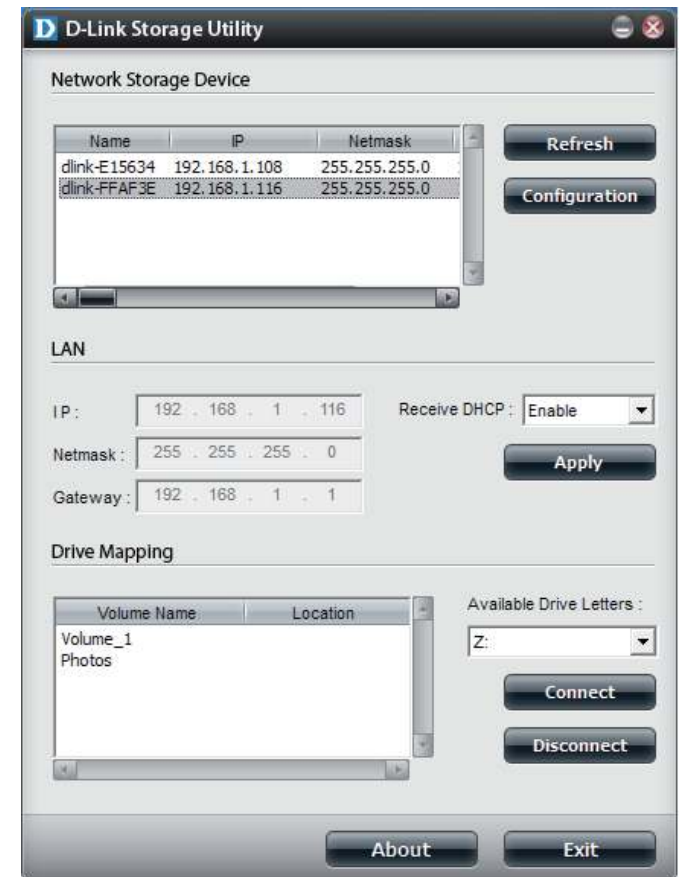 D D-Link Storage Utility
Network Storage Device
Name IP Netmask
dlink-E15634 192.168.1.108 255.255.255.0
dlink-FFAF3E 192.168.1.116 255.255.255.0
Refresh
Configuration
LAN
IP: 192 . 168 . 1 . 116
Netmask : 255 . 255 . 255 . 0
Gateway : 192 . 168 . 1 . 1
Receive DHCP : Enable
Apply
Drive Mapping
Volume Name Location
Volume_1
Photos
Available Drive Letters :
Z:
Connect
Disconnect
About Exit